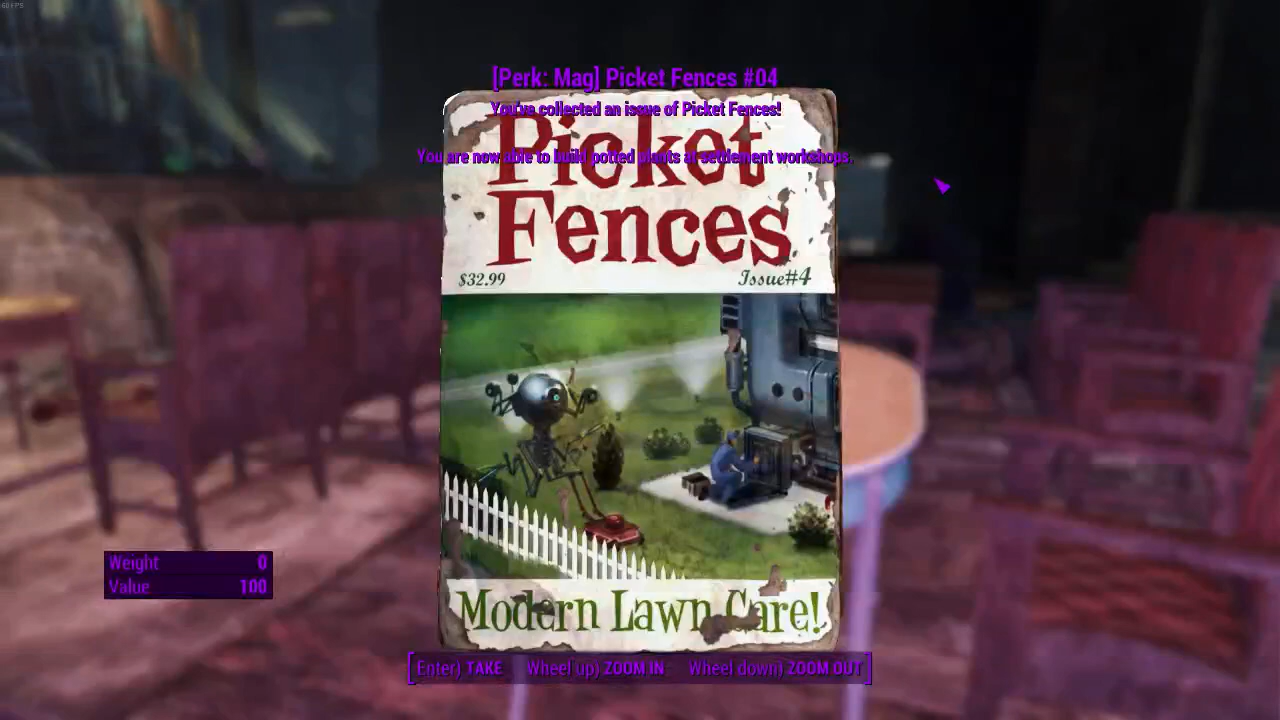 60 FPS
[Perk: Mag] Picket Fences #04
You've collected an issue of Picket Fences!
You are now able to build potted plants at settlement workshops.
Picket
Fences
$32.99
Issue#4
Modern Lawn Care!
Weight 0
Value 100
Enter) TAKE Wheel up) ZOOM IN Wheel down) ZOOM OUT